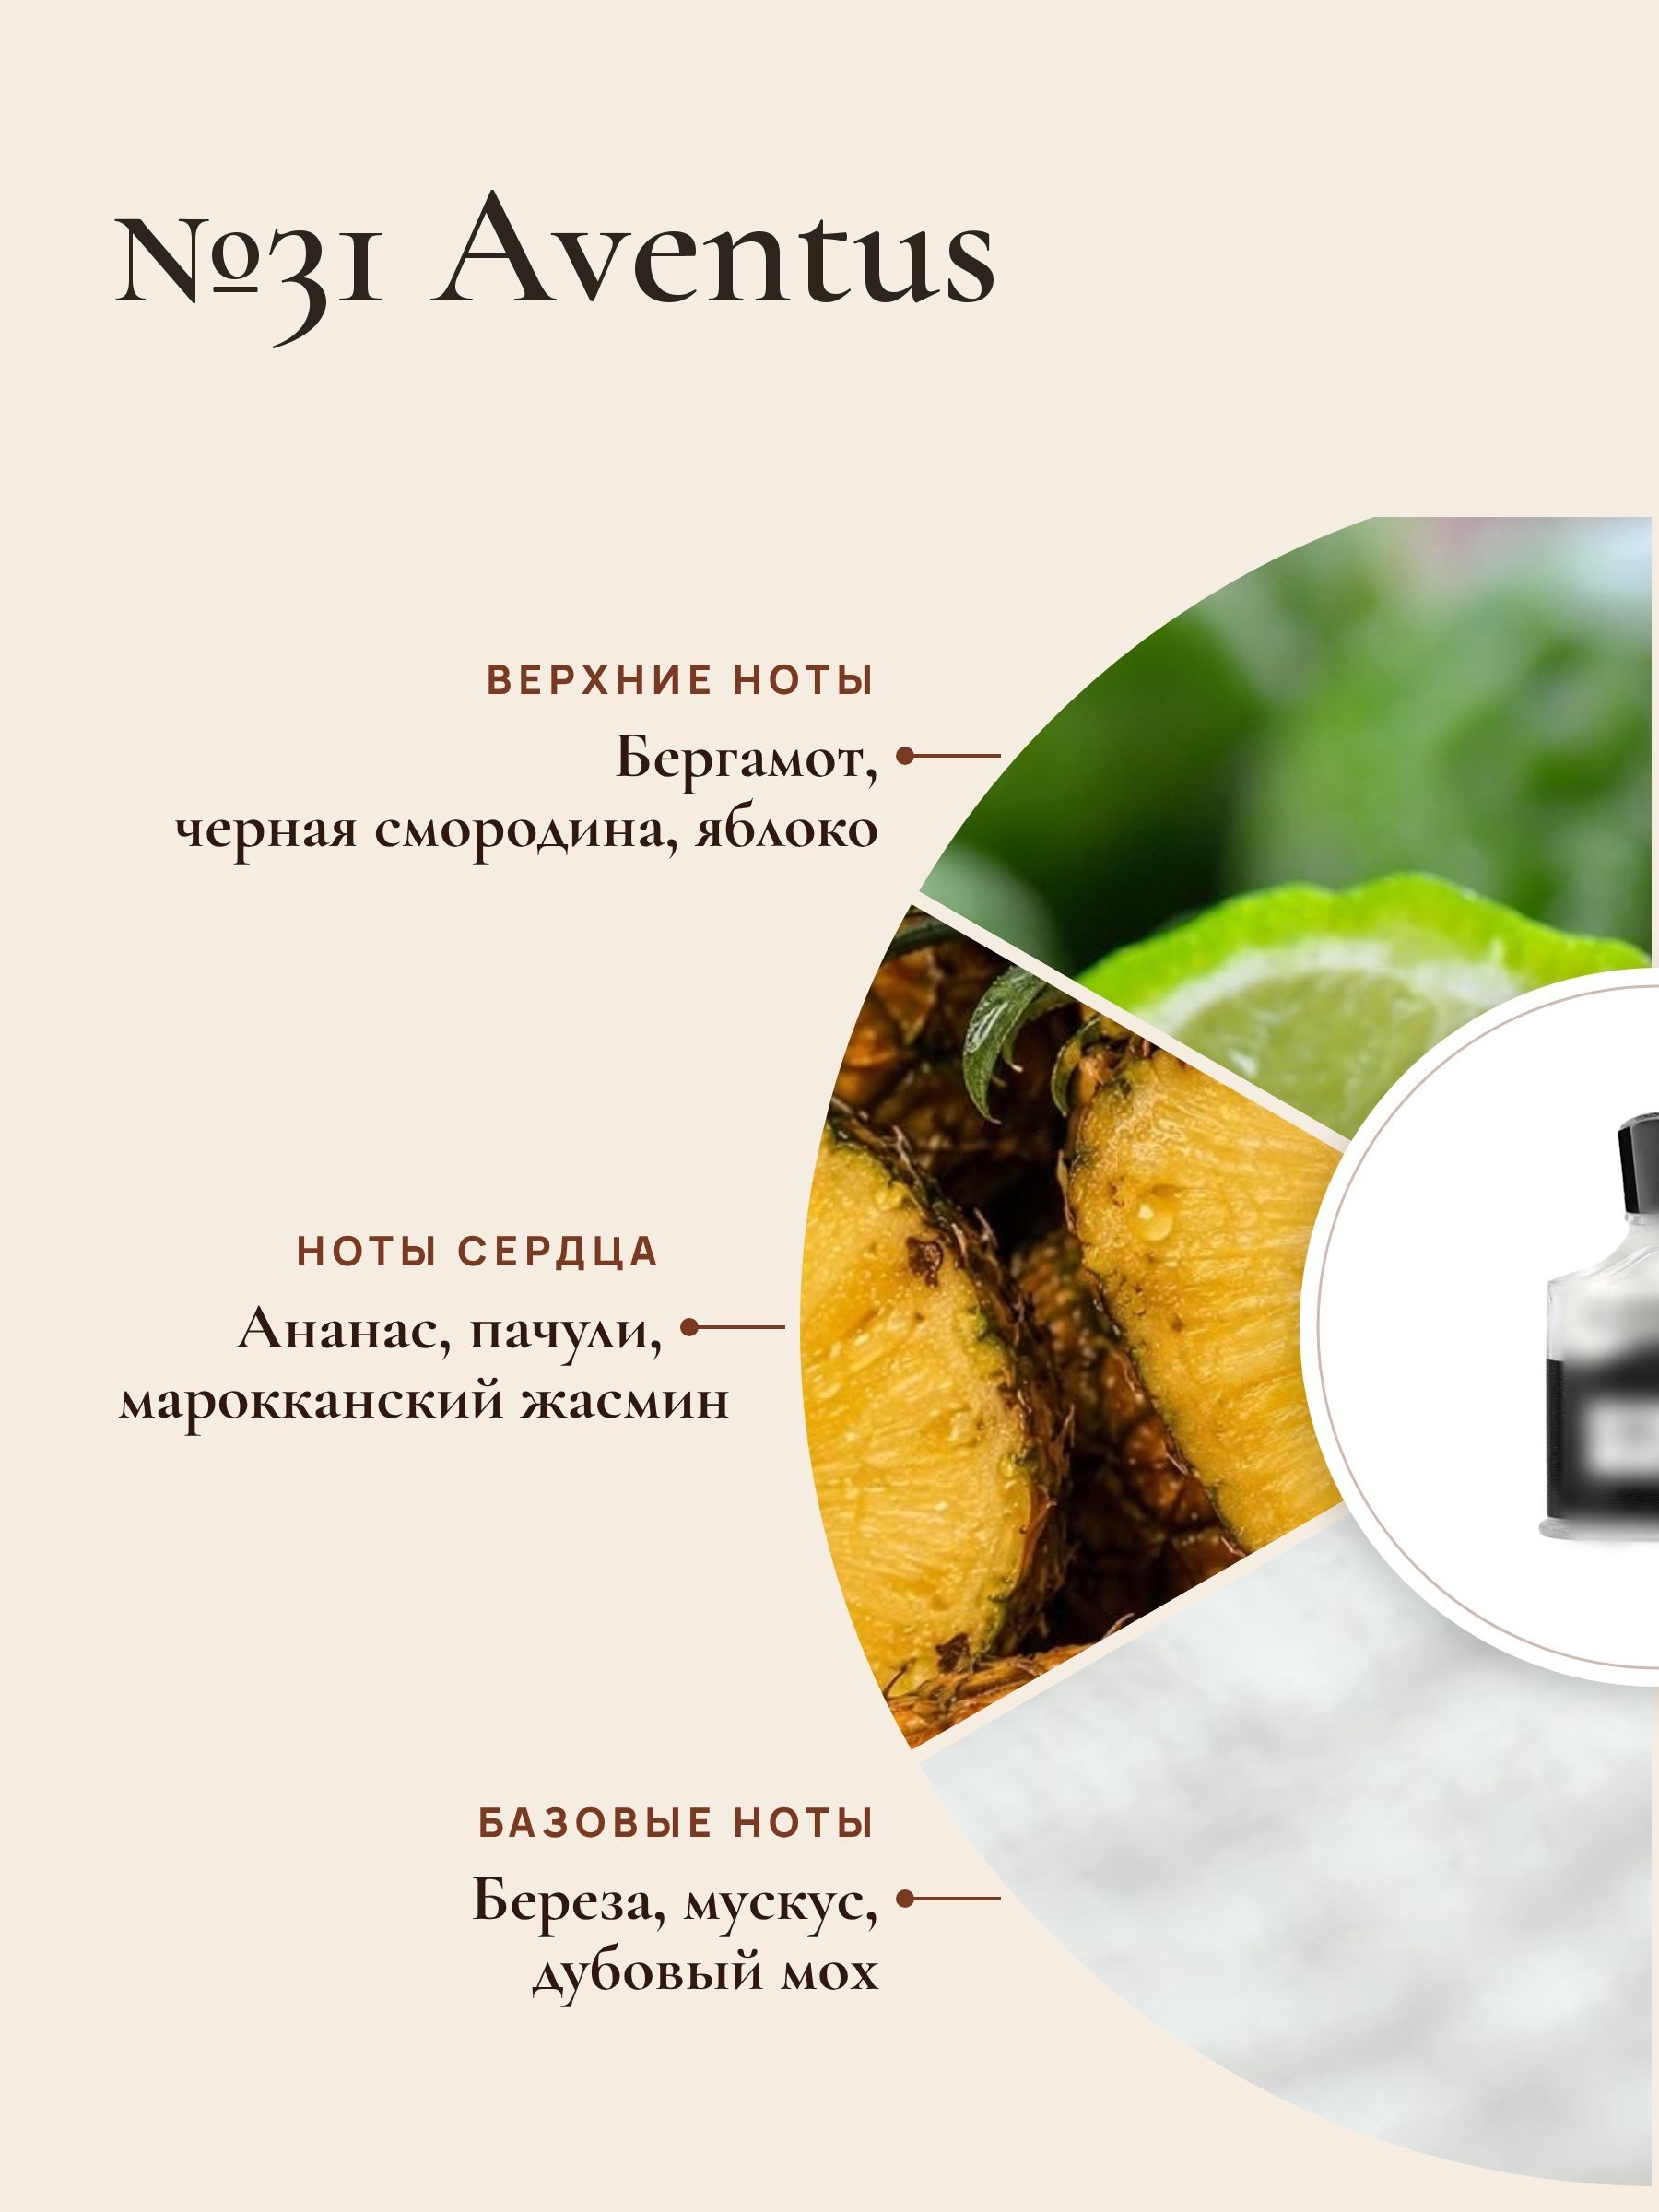 №31 Aventus
ВЕРХНИЕ НОТЫ
Бергамот,
черная смородина, яблоко
НОТЫ СЕРДЦА
Ананас, пачули,
марокканский жасмин
БАЗОВЫЕ НОТЫ
Береза, мускус,
дубовый мох